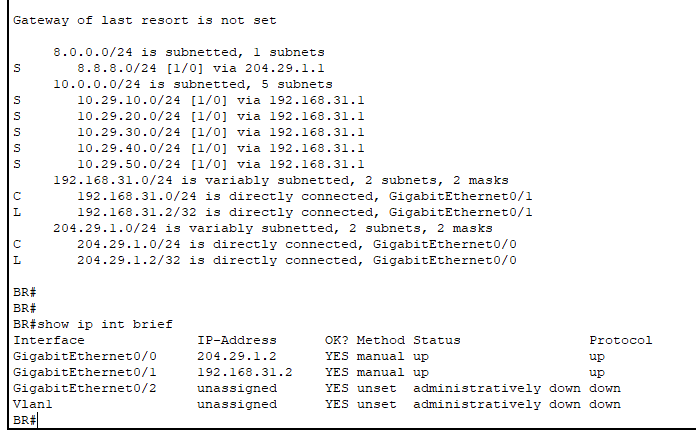 Gateway of last resort is not set
8.0.0.0/24 is subnetted, 1 subnets
S 8.8.8.0/24 [1/0] via 204.29.1.1
10.0.0.0/24 is subnetted, 5 subnets
S 10.29.10.0/24 [1/0] via 192.168.31.1
S 10.29.20.0/24 [1/0] via 192.168.31.1
S 10.29.30.0/24 [1/0] via 192.168.31.1
S 10.29.40.0/24 [1/0] via 192.168.31.1
S 10.29.50.0/24 [1/0] via 192.168.31.1
192.168.31.0/24 is variably subnetted, 2 subnets, 2 masks
C 192.168.31.0/24 is directly connected, GigabitEthernet0/1
L 192.168.31.2/32 is directly connected, GigabitEthernet0/1
204.29.1.0/24 is variably subnetted, 2 subnets, 2 masks
C 204.29.1.0/24 is directly connected, GigabitEthernet0/0
L 204.29.1.2/32 is directly connected, GigabitEthernet0/0
BR#
BR#
BR#show ip int brief
Interface IP-Address OK? Method Status Protocol
GigabitEthernet0/0 204.29.1.2 YES manual up up
GigabitEthernet0/1 192.168.31.2 YES manual up up
GigabitEthernet0/2 unassigned YES unset administratively down down
Vlan1 unassigned YES unset administratively down down
BR#